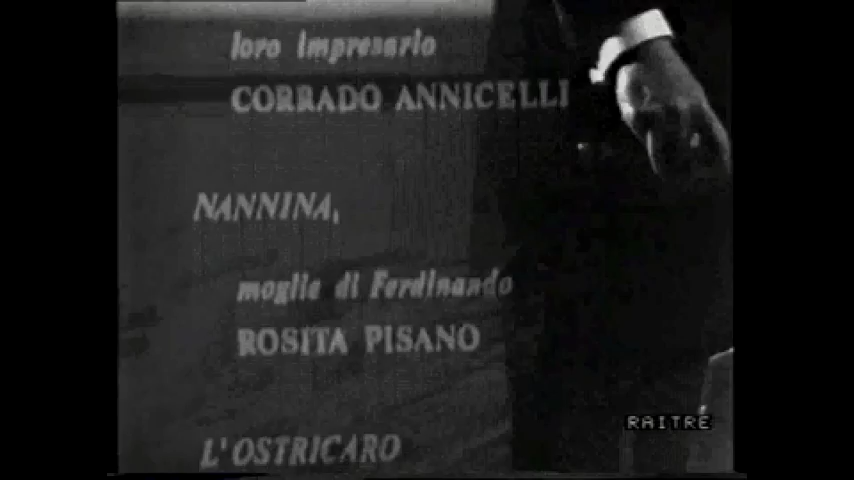 loro impresario
CORRADO ANNICELLI
NANNINA,
moglie di Ferdinando
ROSITA PISANO
L'OSTRICARO
RAITRE